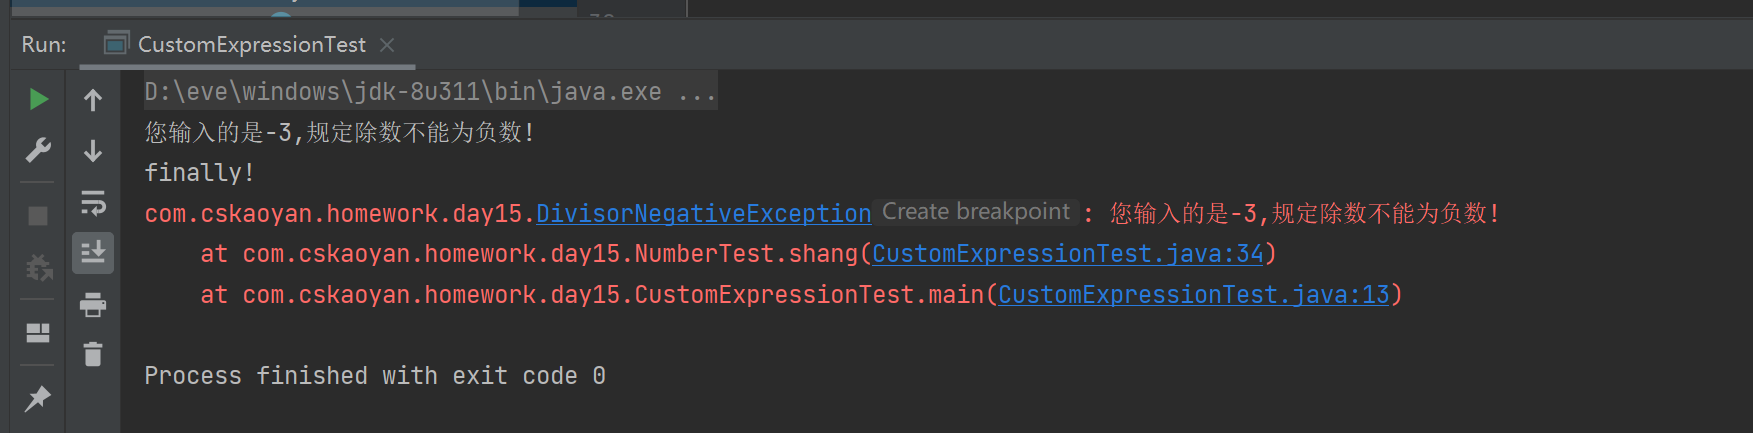 Run: CustomExpressionTest
D:\eve\windows\jdk-8u311\bin\java.exe ...
您输入的是-3,规定除数不能为负数!
finally!
com.cskaoyan.homework.day15.DivisorNegativeException Create breakpoint : 您输入的是-3,规定除数不能为负数!
at com.cskaoyan.homework.day15.NumberTest.shang(CustomExpressionTest.java:34)
at com.cskaoyan.homework.day15.CustomExpressionTest.main(CustomExpressionTest.java:13)
Process finished with exit code 0